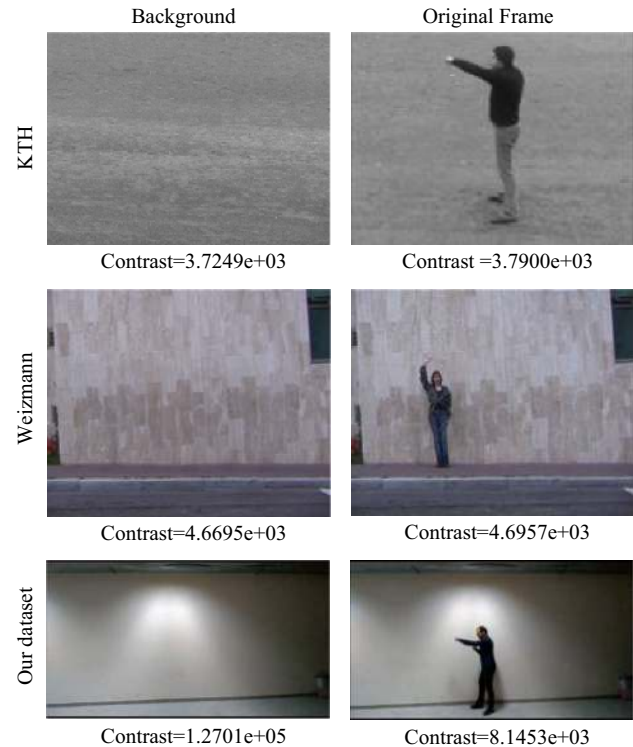 Background
Original Frame
KTH
Contrast=3.7249e+03
Contrast =3.7900e+03
Weizmann
Contrast=4.6695e+03
Contrast=4.6957e+03
Our dataset
Contrast=1.2701e+05
Contrast=8.1453e+03